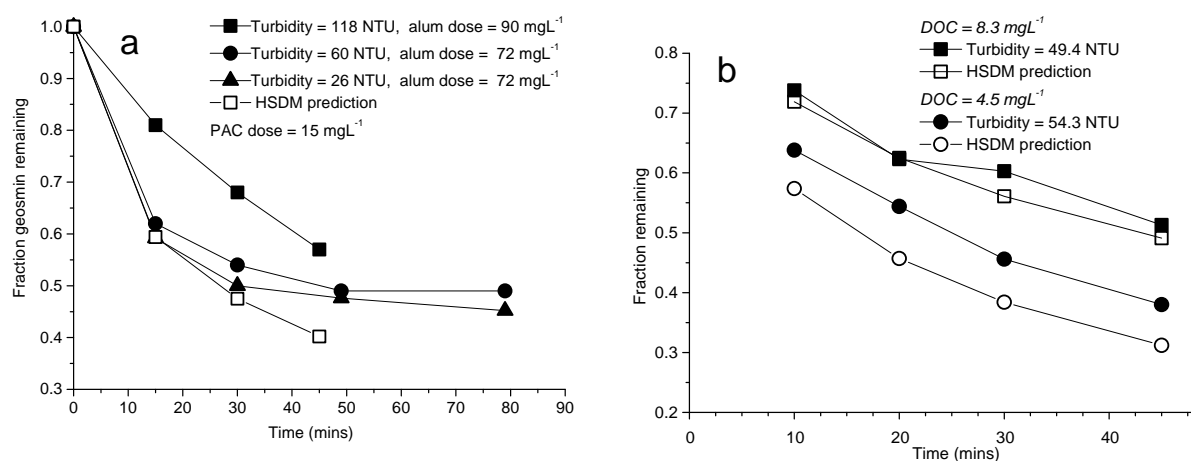 a
Turbidity = 118 NTU, alum dose = 90 mgL⁻¹
Turbidity = 60 NTU, alum dose = 72 mgL⁻¹
Turbidity = 26 NTU, alum dose = 72 mgL⁻¹
HSDM prediction
PAC dose = 15 mgL⁻¹
Fraction geosmin remaining
1.0
0.9
0.8
0.7
0.6
0.5
0.4
0.3
0 10 20 30 40 50 60 70 80 90
Time (mins)
b
DOC = 8.3 mgL⁻¹
Turbidity = 49.4 NTU
HSDM prediction
DOC = 4.5 mgL⁻¹
Turbidity = 54.3 NTU
HSDM prediction
Fraction remaining
0.8
0.7
0.6
0.5
0.4
0.3
0.2
0 10 20 30 40
Time (mins)